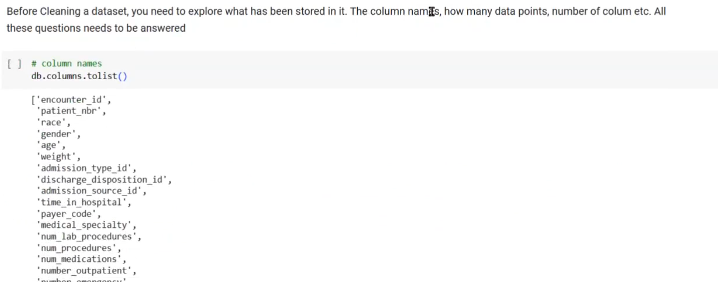 Before Cleaning a dataset, you need to explore what has been stored in it. The column names, how many data points, number of colum etc. All
these questions needs to be answered
[ ] # column names
db.columns.tolist()
['encounter_id',
'patient_nbr',
'race',
'gender',
'age',
'weight',
'admission_type_id',
'discharge_disposition_id',
'admission_source_id',
'time_in_hospital',
'payer_code',
'medical_specialty',
'num_lab_procedures',
'num_procedures',
'num_medications',
'number_outpatient',
'number_emergency',